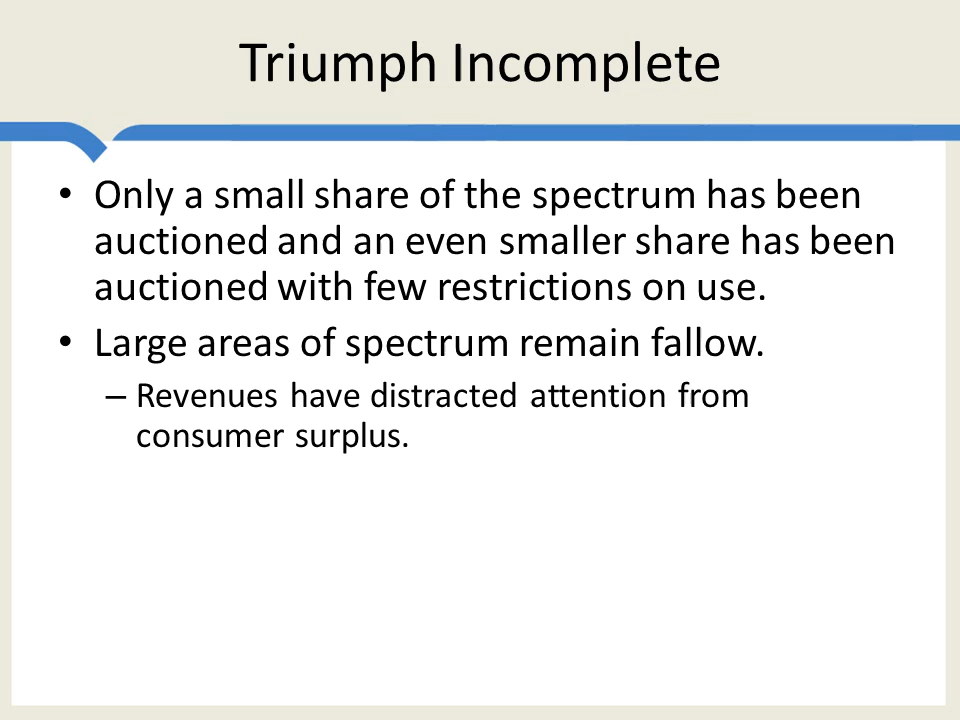 Triumph Incomplete
• Only a small share of the spectrum has been
auctioned and an even smaller share has been
auctioned with few restrictions on use.
• Large areas of spectrum remain fallow.
– Revenues have distracted attention from
consumer surplus.